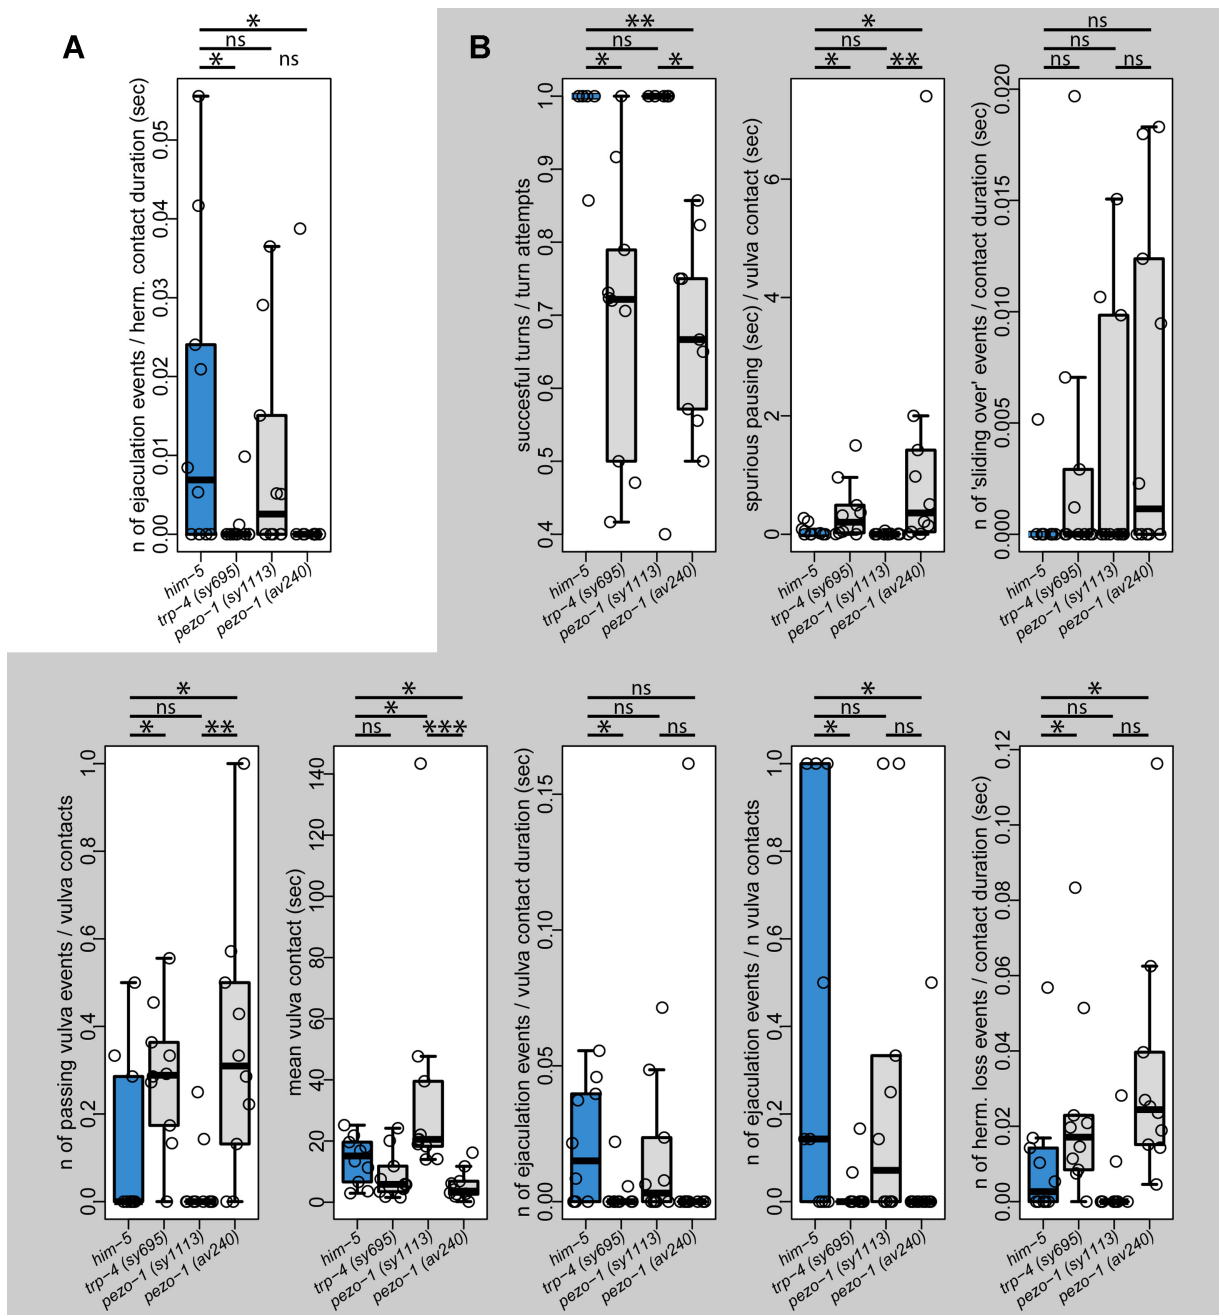 A
*
ns
* ns
n of ejaculation events / herm. contact duration (sec)
0.00 0.01 0.02 0.03 0.04 0.05
him−5
trp−4 (sy695)
pezo−1 (sy1113)
pezo−1 (av240)
B
**
ns
* *
succesful turns / turn attempts
0.4 0.5 0.6 0.7 0.8 0.9 1.0
him−5
trp−4 (sy695)
pezo−1 (sy1113)
pezo−1 (av240)
*
ns
* **
spurious pausing (sec) / vulva contact (sec)
0 2 4 6
him−5
trp−4 (sy695)
pezo−1 (sy1113)
pezo−1 (av240)
ns
ns
ns ns
n of 'sliding over' events / contact duration (sec)
0.000 0.005 0.010 0.015 0.020
him−5
trp−4 (sy695)
pezo−1 (sy1113)
pezo−1 (av240)
*
ns
* **
n of passing vulva events / vulva contacts
0.0 0.2 0.4 0.6 0.8 1.0
him−5
trp−4 (sy695)
pezo−1 (sy1113)
pezo−1 (av240)
*
*
ns ***
mean vulva contact (sec)
0 20 40 60 80 100 120 140
him−5
trp−4 (sy695)
pezo−1 (sy1113)
pezo−1 (av240)
ns
ns
* ns
n of ejaculation events / vulva contact duration (sec)
0.00 0.05 0.10 0.15
him−5
trp−4 (sy695)
pezo−1 (sy1113)
pezo−1 (av240)
*
ns
* ns
n of ejaculation events / n vulva contacts
0.0 0.2 0.4 0.6 0.8 1.0
him−5
trp−4 (sy695)
pezo−1 (sy1113)
pezo−1 (av240)
*
ns
* ns
n of herm. loss events / contact duration (sec)
0.00 0.02 0.04 0.06 0.08 0.10 0.12
him−5
trp−4 (sy695)
pezo−1 (sy1113)
pezo−1 (av240)